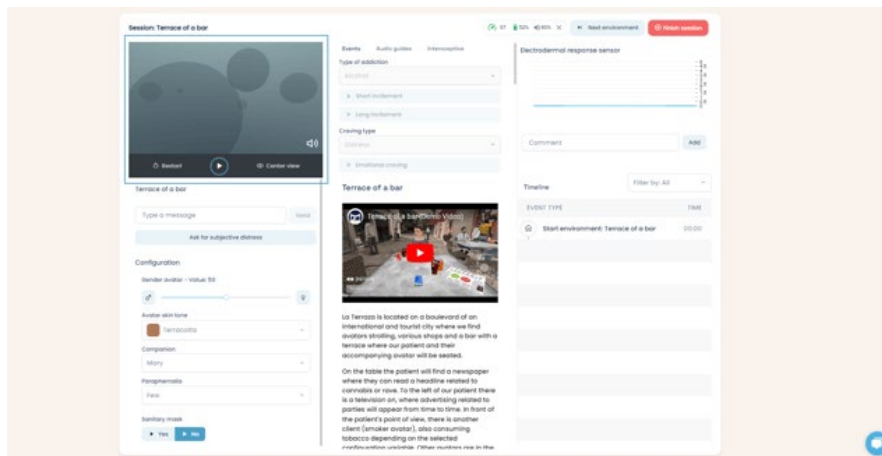 Session: Terrace of a bar
Next environment
Finish session
Restart
Center view
Terrace of a bar
Type a message
Send
Ask for subjective distress
Configuration
Gender avatar - Value: 50
Avatar skin tone
Terracotta
Companion
Many
Paraphernalia
Few
Sanitary mask
Yes
No
Events
Audio guides
Interoceptive
Type of addiction
Alcohol
Short incitement
Long incitement
Craving type
Distress
Emotional craving
Terrace of a bar
Terrace of a bar (Demo Video)
La Terraza is located on a boulevard of an
international and tourist city where we find
avatars strolling, various shops and a bar with a
terrace where our patient and their
accompanying avatar will be seated.
On the table the patient will find a newspaper
where they can read a headline related to
cannabis or rave. To the left of our patient there
is a television on, where advertising related to
parties will appear from time to time. In front of
the patient's point of view, there is another
client (smoker avatar), also consuming
tobacco depending on the selected
configuration variable. Other avatars are in the
Electrodermal response sensor
Comment
Add
Timeline
Filter by: All
EVENT TYPE
TIME
Start environment: Terrace of a bar
00:00